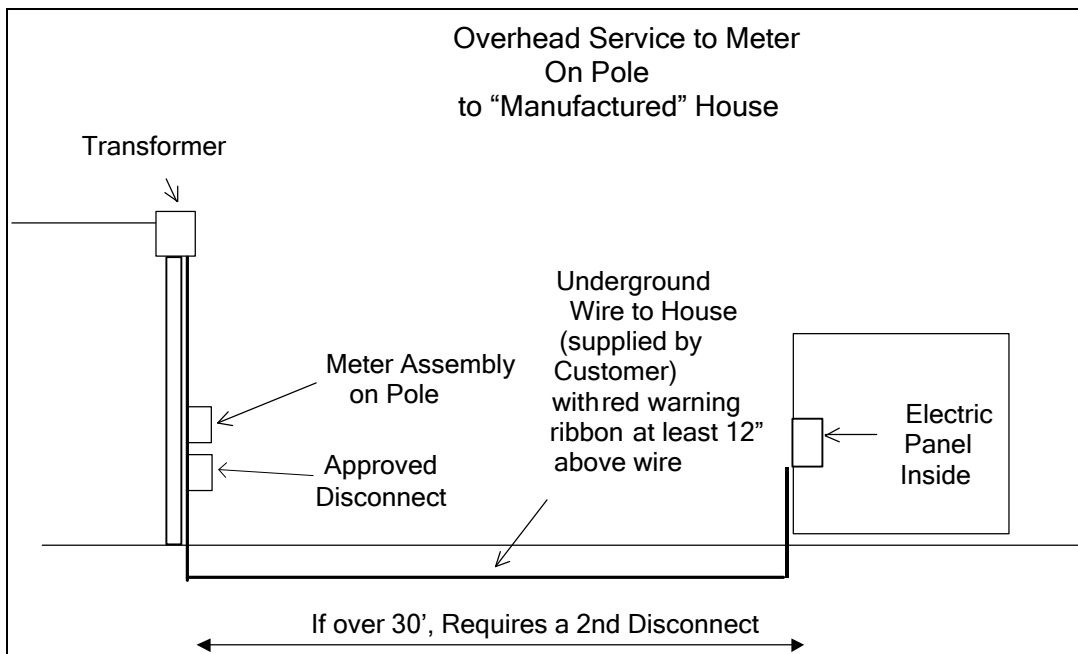 Overhead Service to Meter
On Pole
to “Manufactured” House
Transformer
Underground
Wire to House
(supplied by
Customer)
with red warning
ribbon at least 12”
above wire
Meter Assembly
on Pole
Approved
Disconnect
Electric
Panel
Inside
If over 30’, Requires a 2nd Disconnect